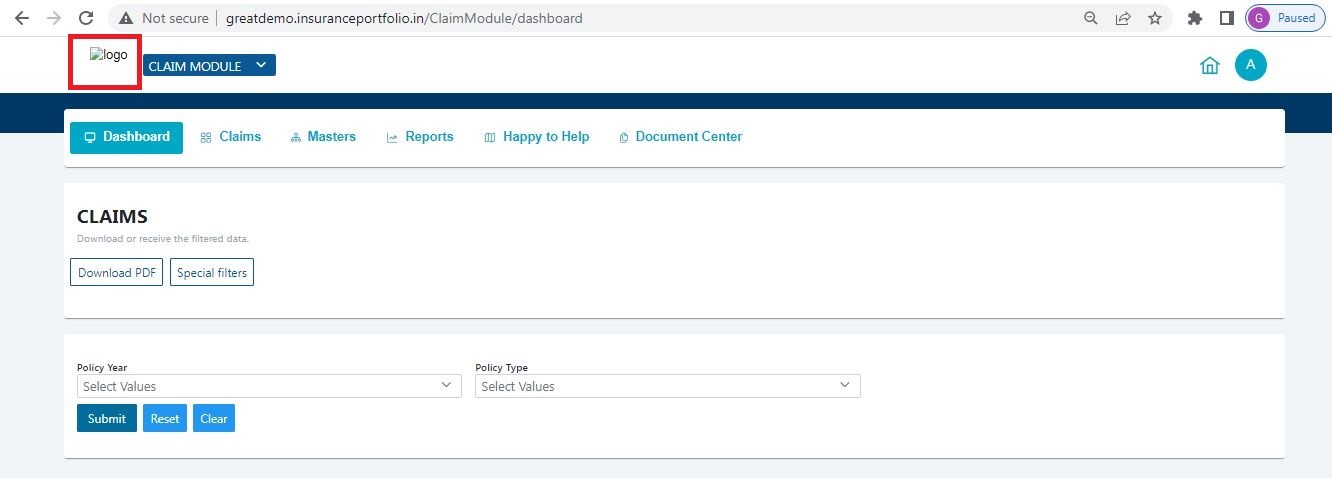 Not secure greatdemo.insuranceportfolio.in/ClaimModule/dashboard G Paused
logo CLAIM MODULE A
Dashboard Claims Masters Reports Happy to Help Document Center
CLAIMS
Download or receive the filtered data.
Download PDF Special filters
Policy Year Policy Type
Select Values Select Values
Submit Reset Clear